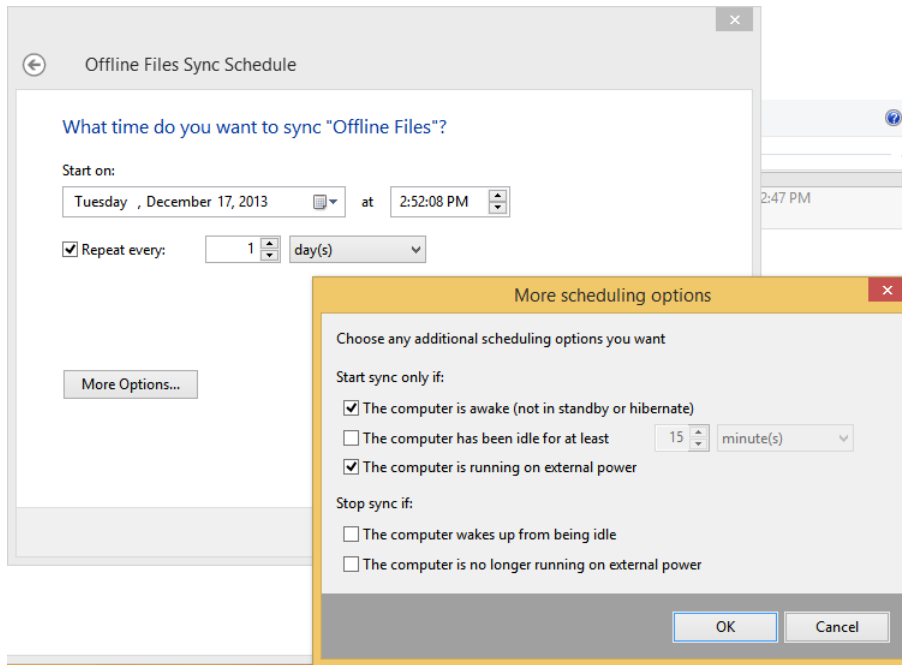 Offline Files Sync Schedule
What time do you want to sync "Offline Files"?
Start on:
Tuesday , December 17, 2013 at 2:52:08 PM
2:47 PM
Repeat every: 1 day(s)
More scheduling options
Choose any additional scheduling options you want
Start sync only if:
More Options...
The computer is awake (not in standby or hibernate)
The computer has been idle for at least 15 minute(s)
The computer is running on external power
Stop sync if:
The computer wakes up from being idle
The computer is no longer running on external power
OK Cancel